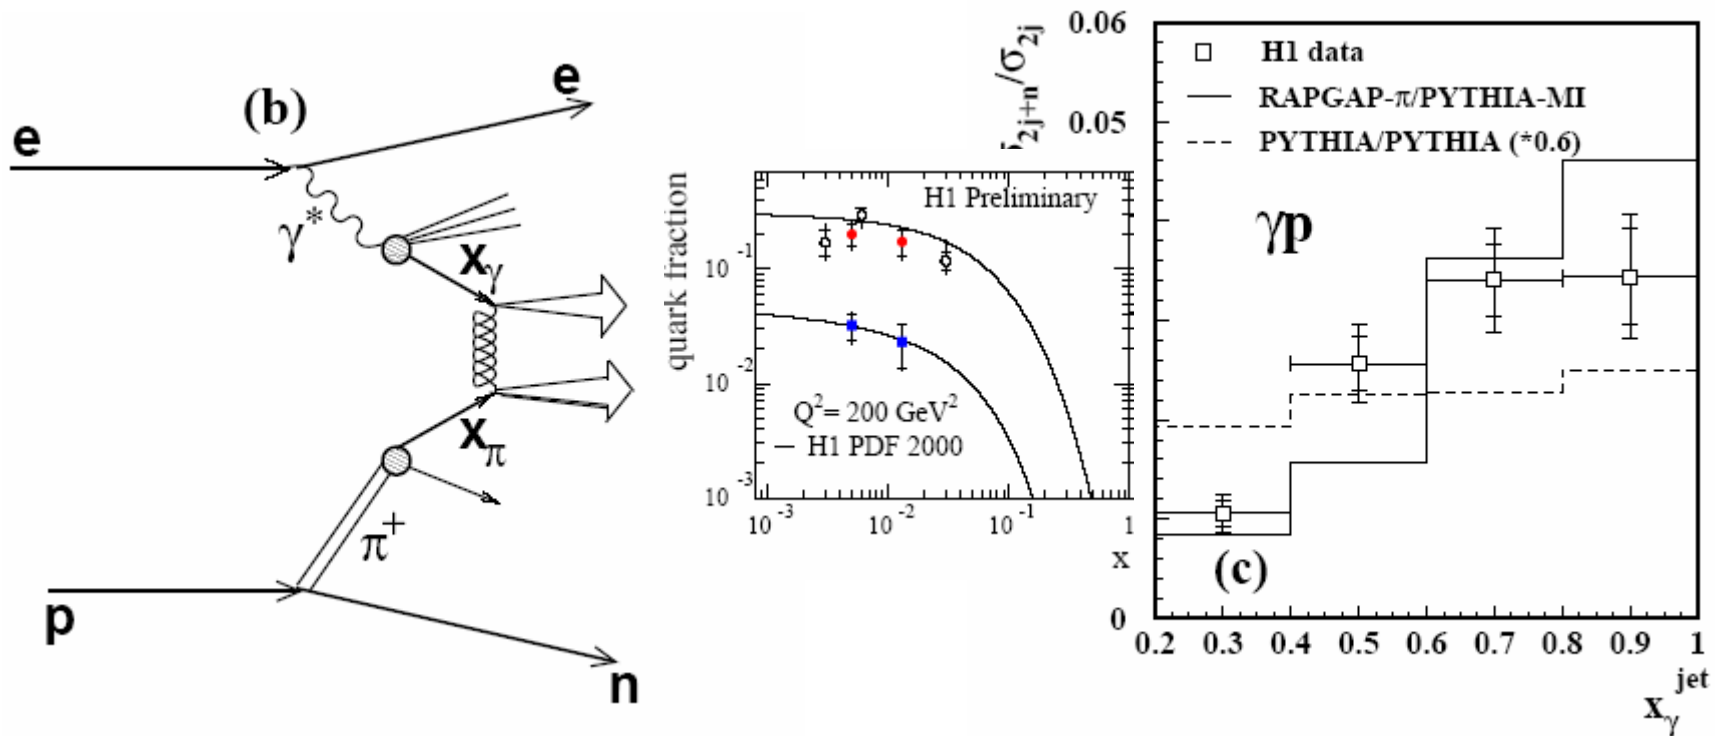 (b)
e
e
γ*
xγ
xπ
π+
p
n
quark fraction
H1 Preliminary
10-1
10-2
10-3
Q2= 200 GeV2
H1 PDF 2000
10-3
10-2
10-1
1
x
σ2j+n/σ2j
0.06
0.05
0
H1 data
RAPGAP-π/PYTHIA-MI
PYTHIA/PYTHIA (*0.6)
γp
(c)
0.2 0.3 0.4 0.5 0.6 0.7 0.8 0.9 1
xγjet